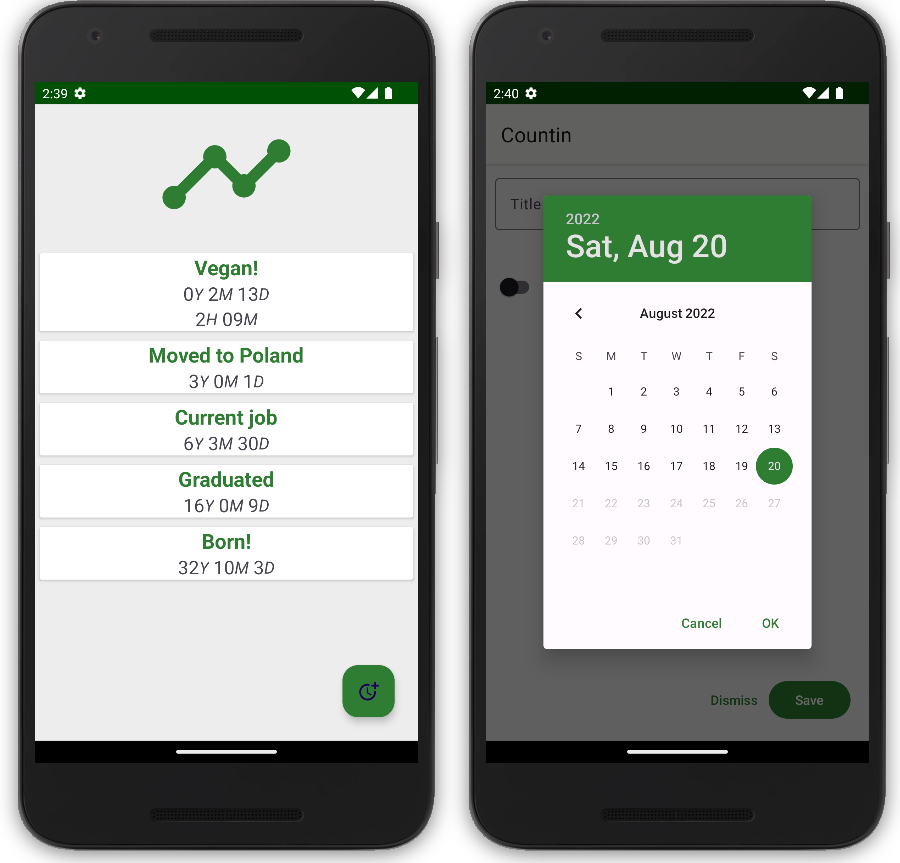 2:39
Vegan!
0Y 2M 13D
2H 09M
Moved to Poland
3Y 0M 1D
Current job
6Y 3M 30D
Graduated
16Y 0M 9D
Born!
32Y 10M 3D
2:40
Countin
Title
2022
Sat, Aug 20
August 2022
S M T W T F S
1 2 3 4 5 6
7 8 9 10 11 12 13
14 15 16 17 18 19 20
21 22 23 24 25 26 27
28 29 30 31
Cancel OK
Dismiss Save